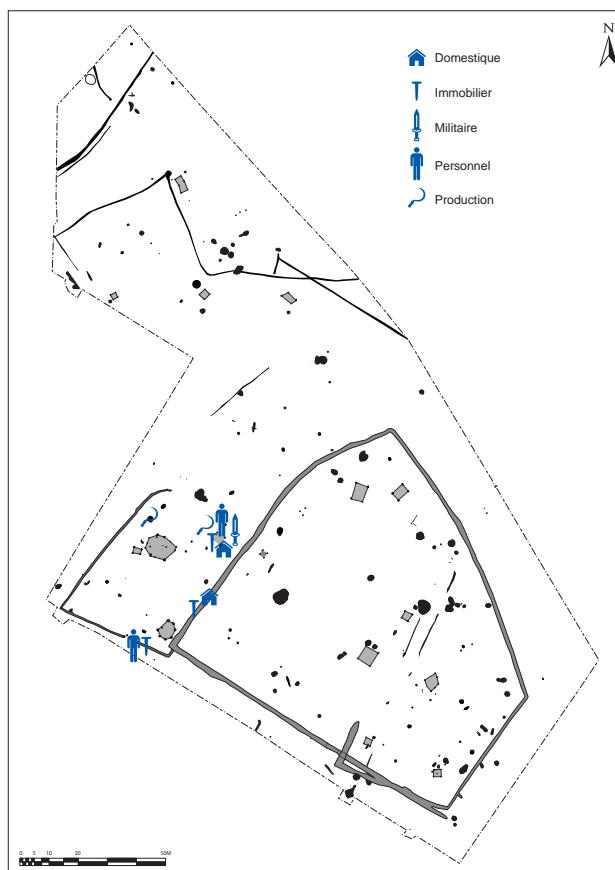 N
Domestique
Immobilier
Militaire
Personnel
Production
0 5 10 20 50M